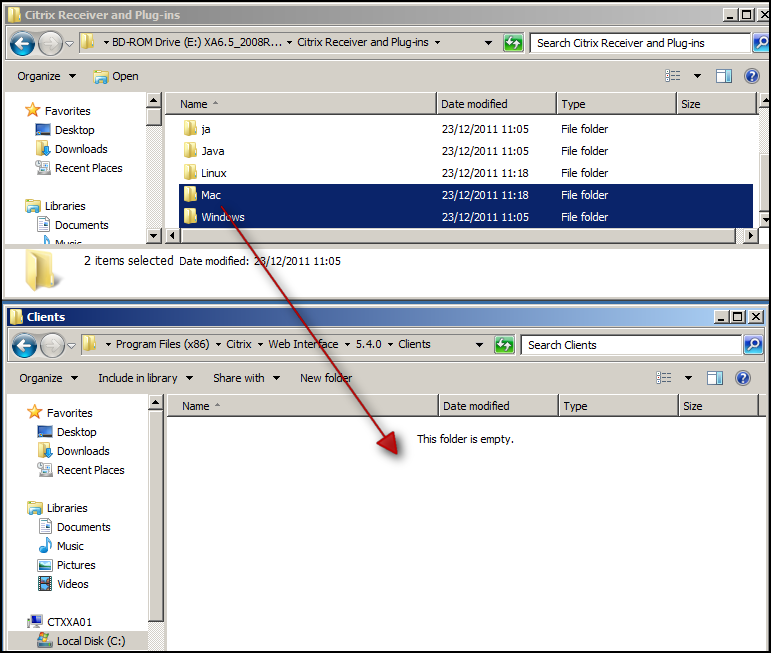 Citrix Receiver and Plug-ins
BD-ROM Drive (E:) XA6.5_2008R... Citrix Receiver and Plug-ins Search Citrix Receiver and Plug-ins
Organize Open
Favorites
Desktop
Downloads
Recent Places
Libraries
Documents
Music
Name Date modified Type Size
ja 23/12/2011 11:05 File folder
Java 23/12/2011 11:05 File folder
Linux 23/12/2011 11:18 File folder
Mac 23/12/2011 11:18 File folder
Windows 23/12/2011 11:05 File folder
2 items selected Date modified: 23/12/2011 11:05
Clients
Program Files (x86) Citrix Web Interface 5.4.0 Clients Search Clients
Organize Include in library Share with New folder
Favorites
Desktop
Downloads
Recent Places
Libraries
Documents
Music
Pictures
Videos
CTXXA01
Local Disk (C:)
Name Date modified Type Size
This folder is empty.